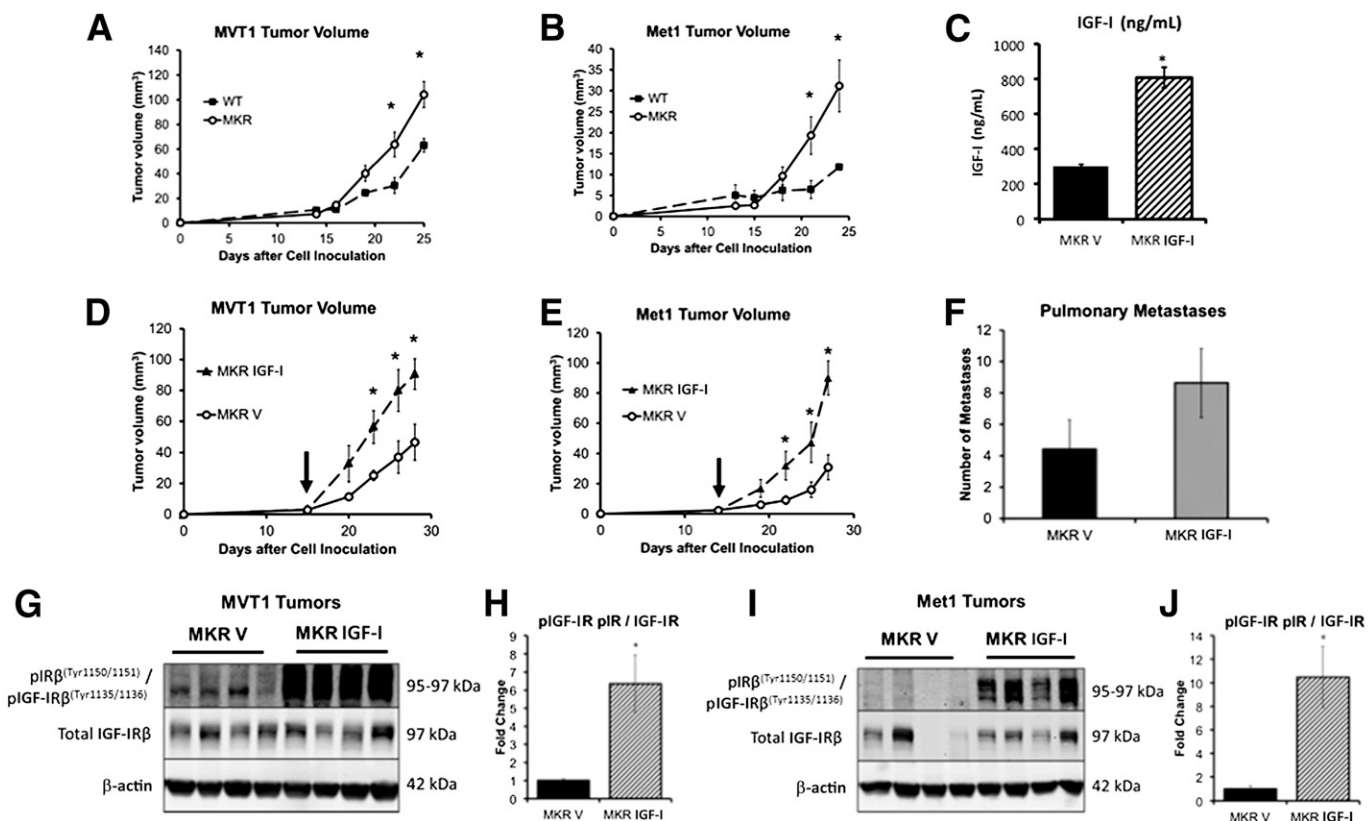 A
MVT1 Tumor Volume
Tumor volume (mm³)
140
120
100
80
60
40
20
0
WT
MKR
*
*
0 5 10 15 20 25
Days after Cell Inoculation
B
Met1 Tumor Volume
Tumor volume (mm³)
40
35
30
25
20
15
10
5
0
WT
MKR
*
*
0 5 10 15 20 25
Days after Cell Inoculation
C
IGF-I (ng/mL)
IGF-I (ng/mL)
1000
800
600
400
200
0
*
MKR V MKR IGF-I
D
MVT1 Tumor Volume
Tumor volume (mm³)
120
100
80
60
40
20
0
MKR IGF-I
MKR V
*
*
*
0 10 20 30
Days after Cell Inoculation
E
Met1 Tumor Volume
Tumor volume (mm³)
120
100
80
60
40
20
0
MKR IGF-I
MKR V
*
*
*
0 10 20 30
Days after Cell Inoculation
F
Pulmonary Metastases
Number of Metastases
12
10
8
6
4
2
0
MKR V MKR IGF-I
G
MVT1 Tumors
MKR V MKR IGF-I
pIRβ(Tyr1150/1151) /
pIGF-IRβ(Tyr1135/1136)
95-97 kDa
Total IGF-IRβ
97 kDa
β-actin
42 kDa
H
pIGF-IR pIR / IGF-IR
Fold Change
9
8
7
6
5
4
3
2
1
0
*
MKR V MKR IGF-I
I
Met1 Tumors
MKR V MKR IGF-I
pIRβ(Tyr1150/1151) /
pIGF-IRβ(Tyr1135/1136)
95-97 kDa
Total IGF-IRβ
97 kDa
β-actin
42 kDa
J
pIGF-IR pIR / IGF-IR
Fold Change
14
12
10
8
6
4
2
0
*
MKR V MKR IGF-I